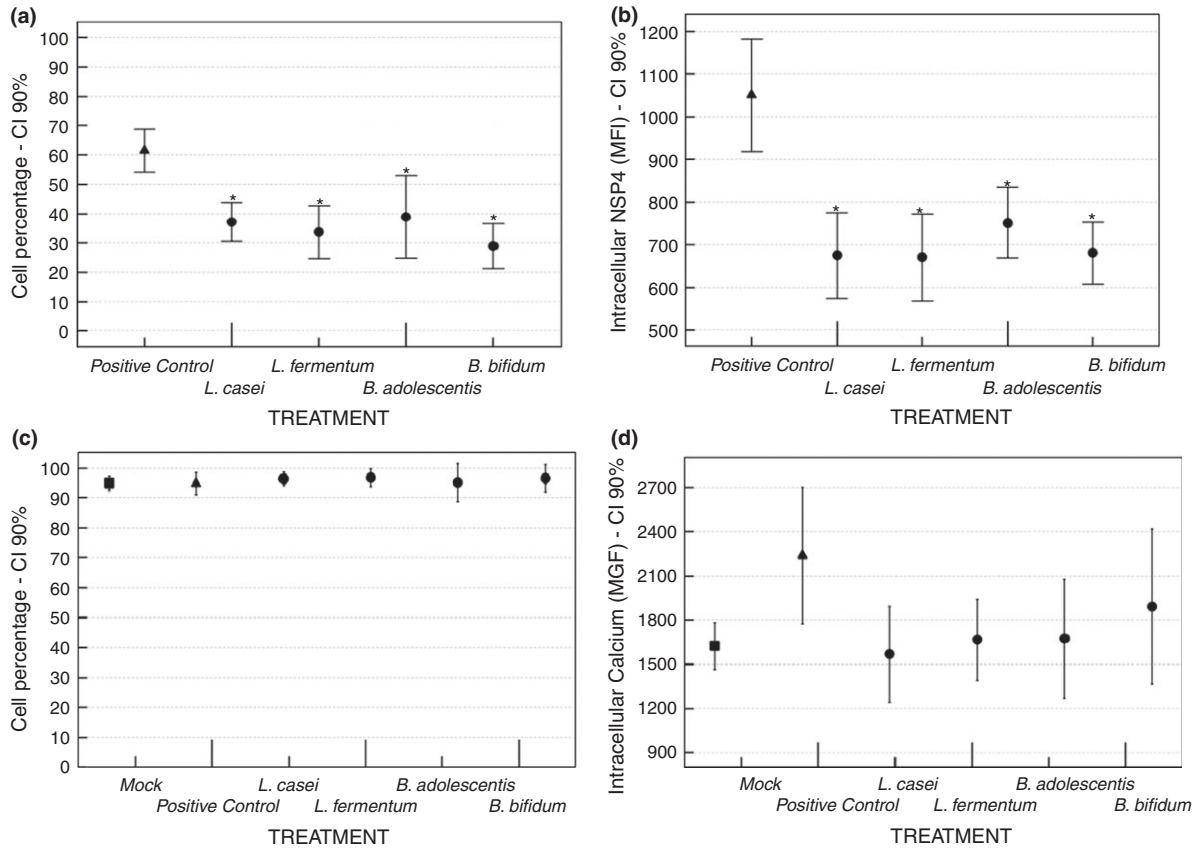 (a)
Cell percentage - CI 90%
100
90
80
70
60
50
40
30
20
10
0
*
*
*
*
Positive Control
L. fermentum
B. bifidum
L. casei
B. adolescentis
TREATMENT
(b)
Intracellular NSP4 (MFI) - CI 90%
1200
1100
1000
900
800
700
600
500
*
*
*
*
Positive Control
L. fermentum
B. bifidum
L. casei
B. adolescentis
TREATMENT
(c)
Cell percentage - CI 90%
100
90
80
70
60
50
40
30
20
10
0
Mock
L. casei
B. adolescentis
Positive Control
L. fermentum
B. bifidum
TREATMENT
(d)
Intracellular Calcium (MGF) - CI 90%
2700
2400
2100
1800
1500
1200
900
Mock
L. casei
B. adolescentis
Positive Control
L. fermentum
B. bifidum
TREATMENT